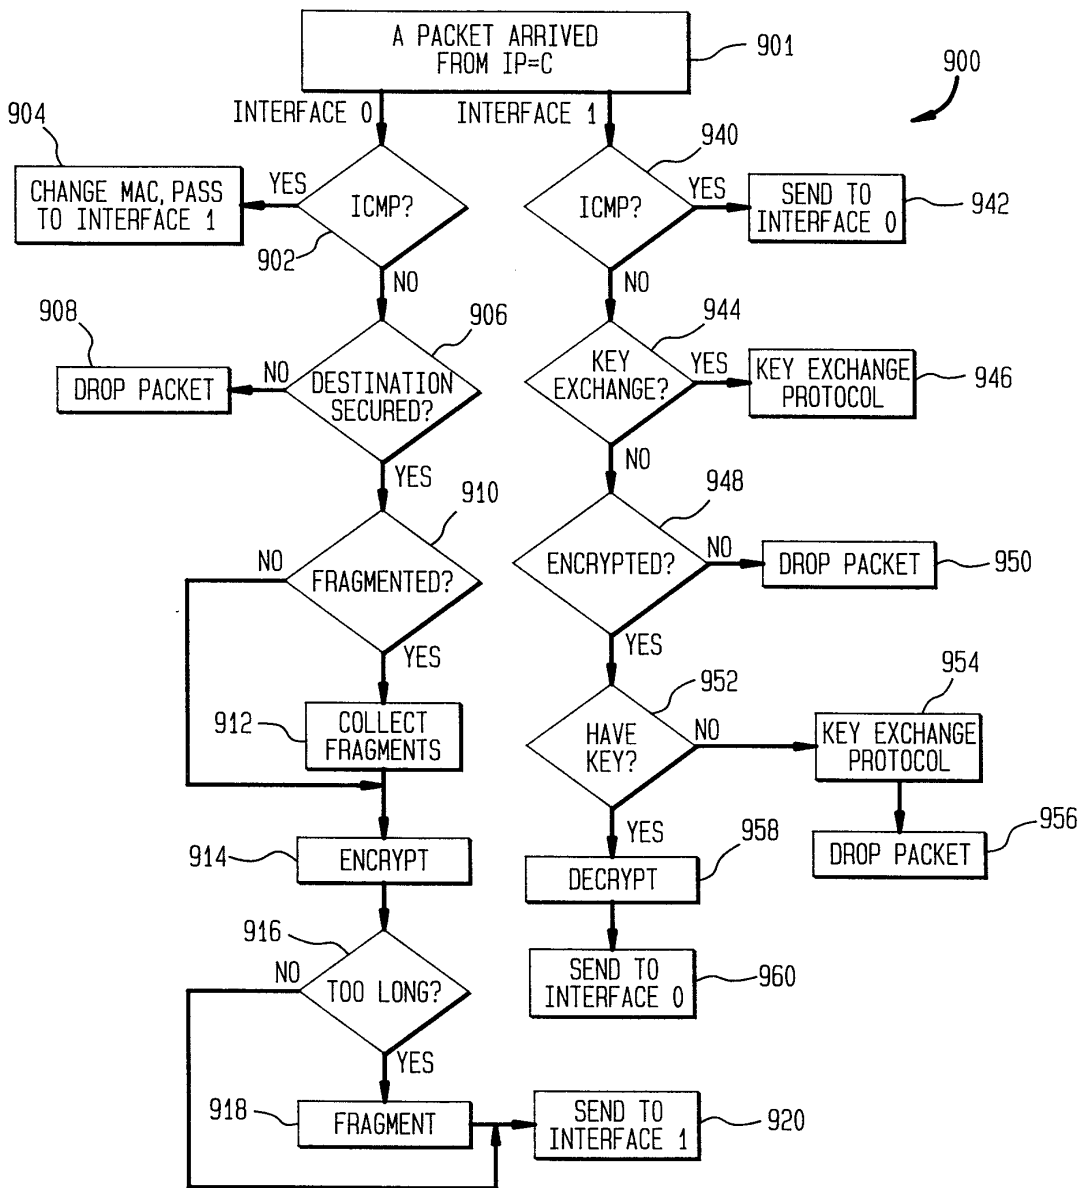 A PACKET ARRIVED
FROM IP=C
901
900
INTERFACE 0
INTERFACE 1
904
CHANGE MAC, PASS
TO INTERFACE 1
YES
ICMP?
902
NO
940
ICMP?
YES
SEND TO
INTERFACE 0
942
NO
908
DROP PACKET
NO
906
DESTINATION
SECURED?
YES
944
KEY
EXCHANGE?
YES
KEY EXCHANGE
PROTOCOL
946
NO
910
NO
FRAGMENTED?
YES
948
ENCRYPTED?
NO
DROP PACKET
950
YES
912
COLLECT
FRAGMENTS
952
HAVE
KEY?
NO
954
KEY EXCHANGE
PROTOCOL
YES
956
DROP PACKET
914
ENCRYPT
958
DECRYPT
916
NO
TOO LONG?
YES
SEND TO
INTERFACE 0
960
918
FRAGMENT
SEND TO
INTERFACE 1
920